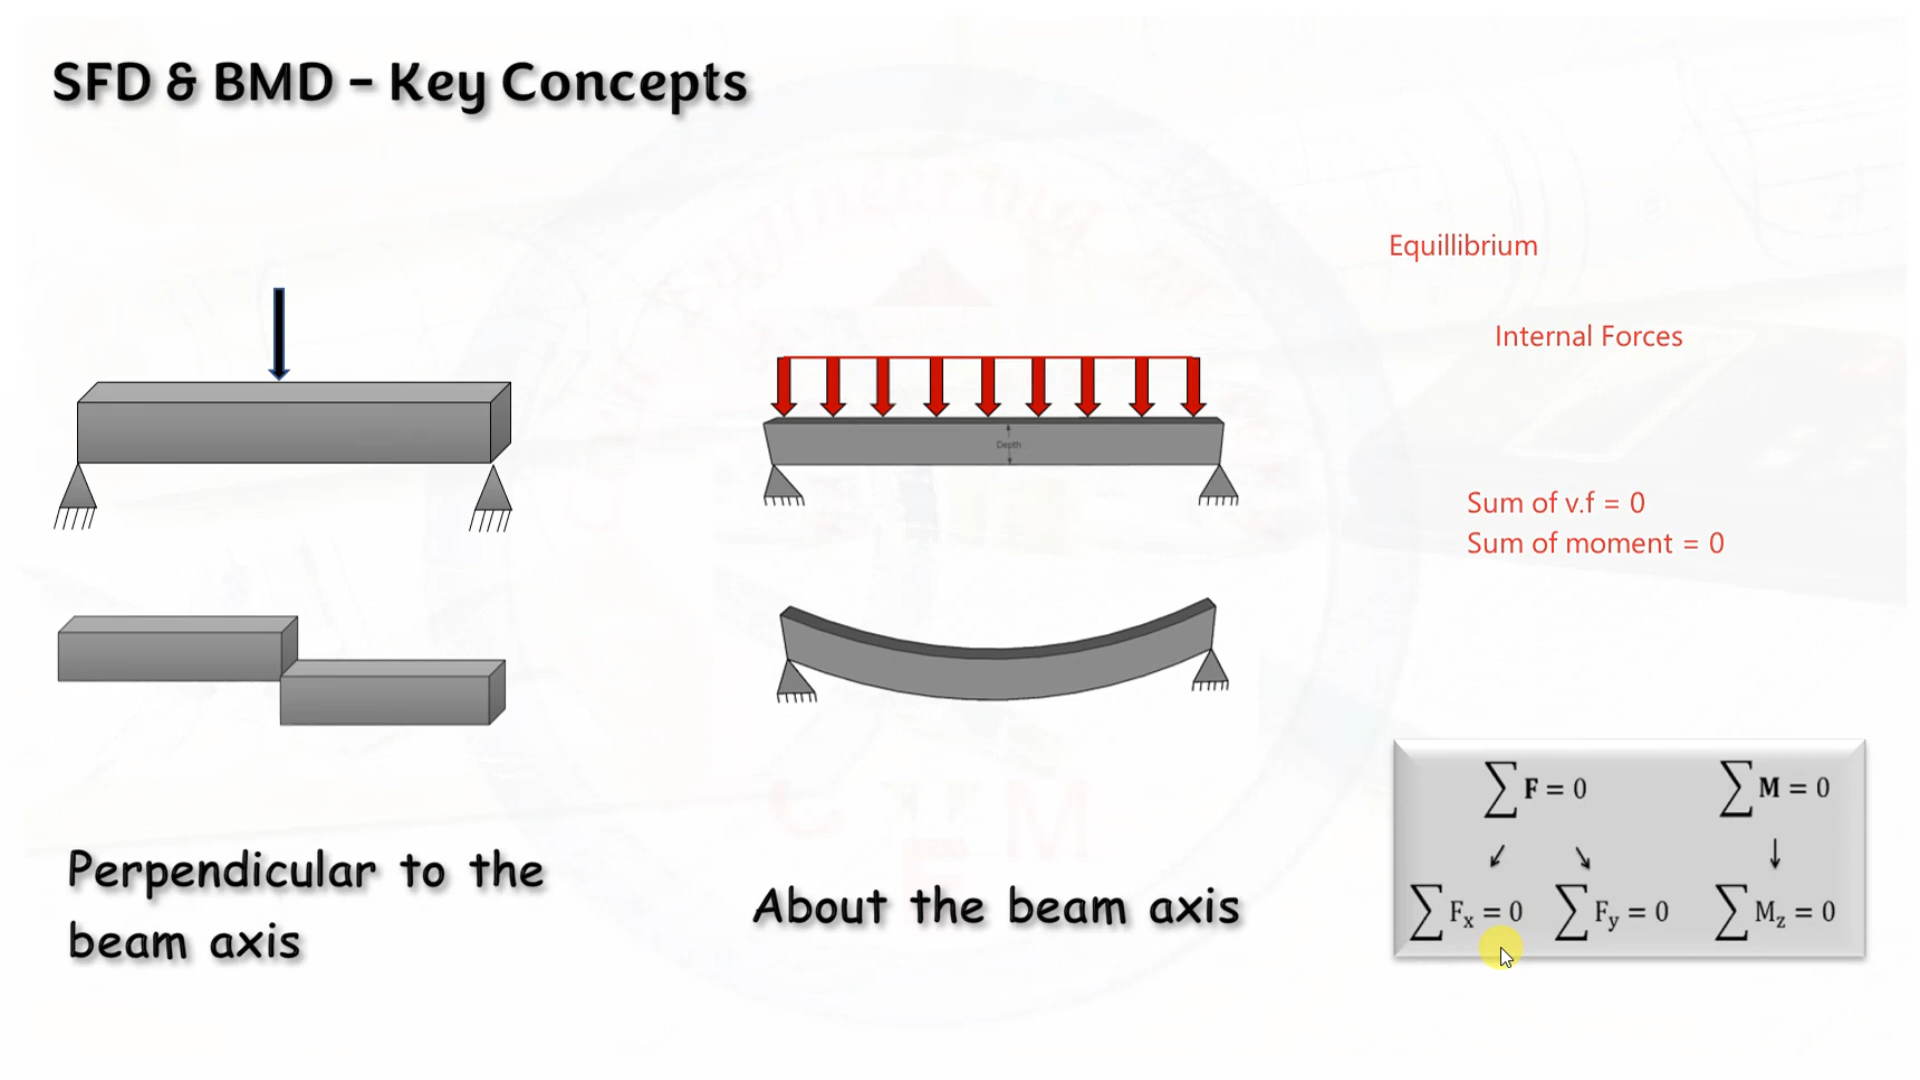 SFD & BMD - Key Concepts
Engineering
Equillibrium
Internal Forces
Depth
Sum of v.f = 0
Sum of moment = 0
∑F = 0
∑M = 0
∑Fx = 0
∑Fy = 0
∑Mz = 0
C E M
Perpendicular to the
beam axis
About the beam axis